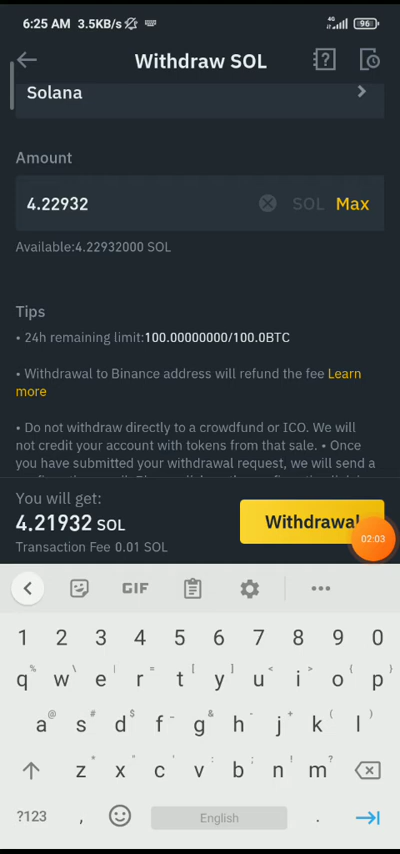 6:25 AM 3.5KB/s 4G 96
Withdraw SOL
Solana
Amount
4.22932 SOL Max
Available:4.22932000 SOL
Tips
• 24h remaining limit:100.00000000/100.0BTC
• Withdrawal to Binance address will refund the fee Learn
more
• Do not withdraw directly to a crowdfund or ICO. We will
not credit your account with tokens from that sale. • Once
you have submitted your withdrawal request, we will send a
You will get:
4.21932 SOL
Withdrawal
02:03
Transaction Fee 0.01 SOL
GIF
1 2 3 4 5 6 7 8 9 0
q w e r t y u i o p
a s d f g h j k l
z x c v b n m
?123 , English .